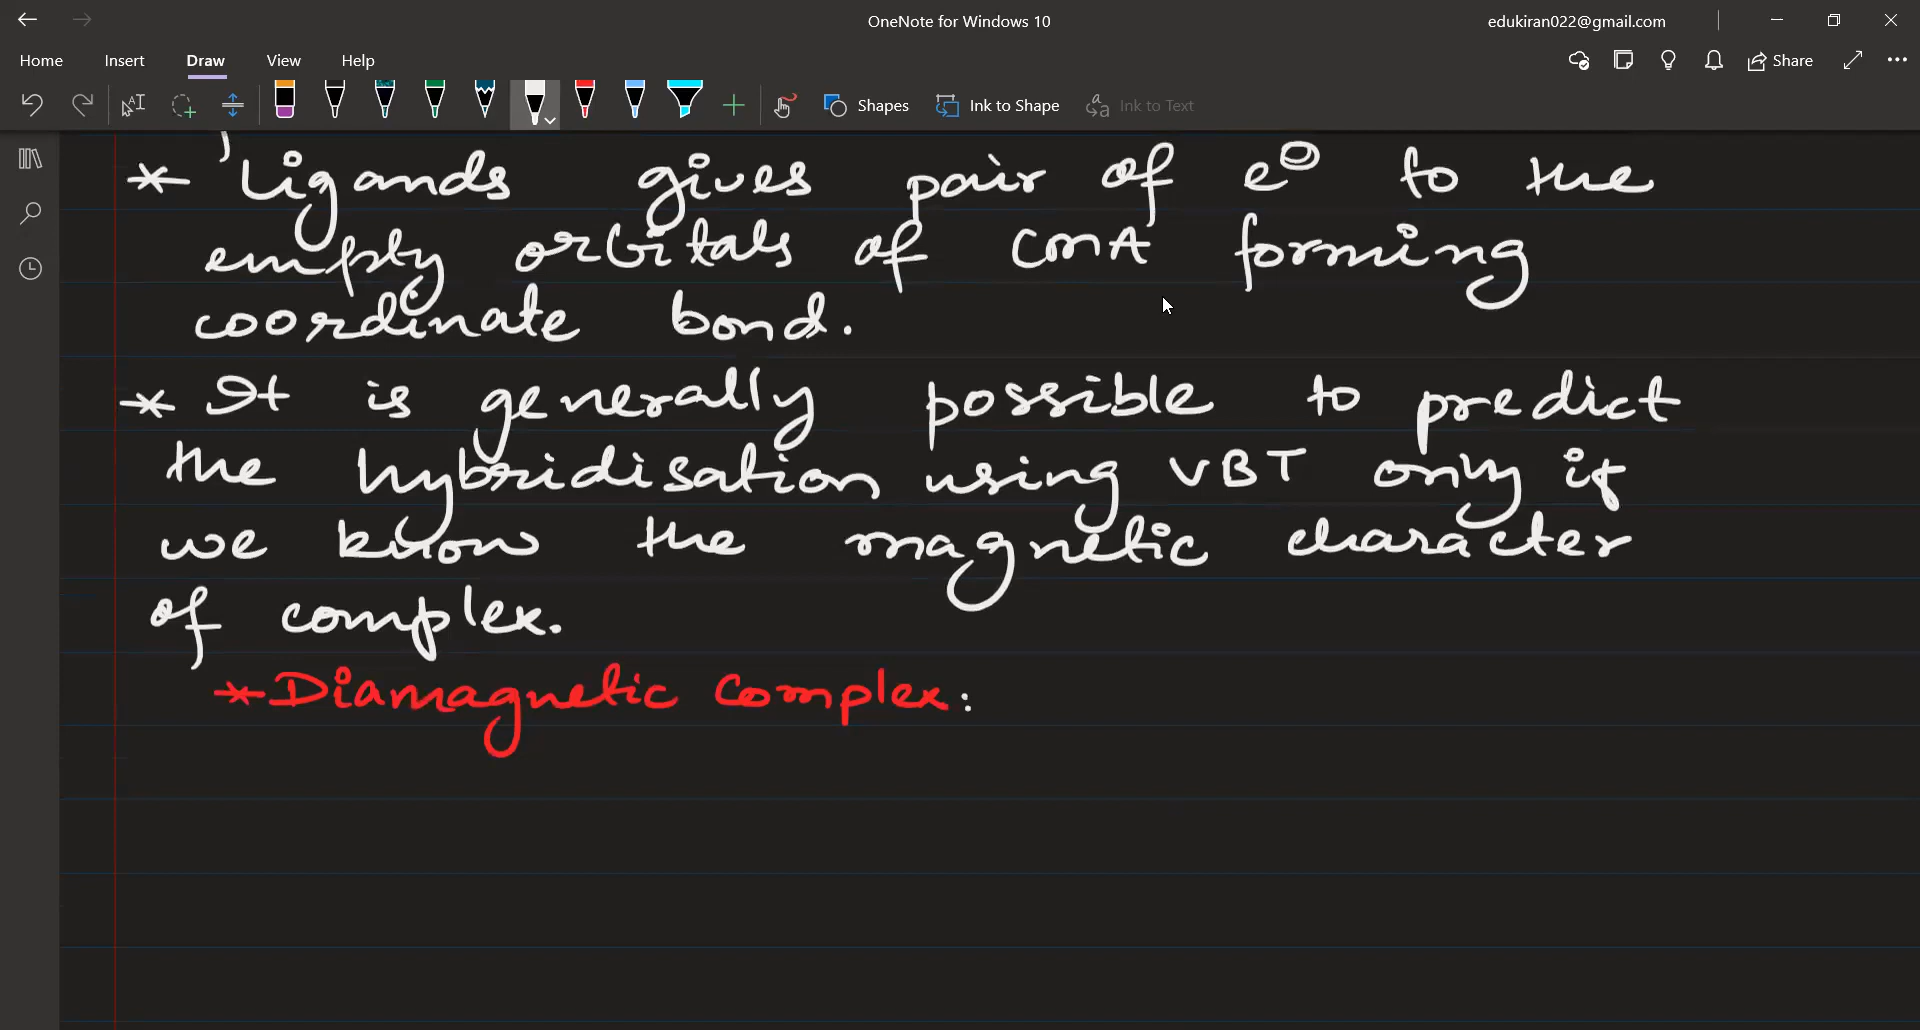 OneNote for Windows 10
edukiran022@gmail.com
Home Insert Draw View Help
Share
Shapes Ink to Shape Ink to Text
* Ligands gives pair of e⊖ to the
empty orbitals of CMA forming
coordinate bond.
* It is generally possible to predict
the hybridisation using VBT only if
we know the magnetic character
of complex.
* Diamagnetic Complex: